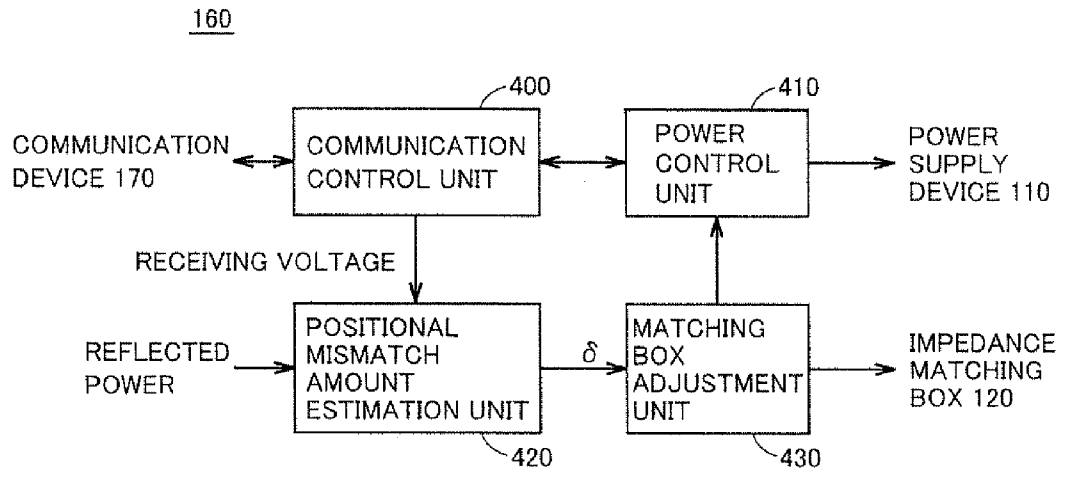 160
400
410
COMMUNICATION
DEVICE 170
COMMUNICATION
CONTROL UNIT
POWER
CONTROL
UNIT
POWER
SUPPLY
DEVICE 110
RECEIVING VOLTAGE
REFLECTED
POWER
POSITIONAL
MISMATCH
AMOUNT
ESTIMATION UNIT
δ
MATCHING
BOX
ADJUSTMENT
UNIT
IMPEDANCE
MATCHING
BOX 120
420
430